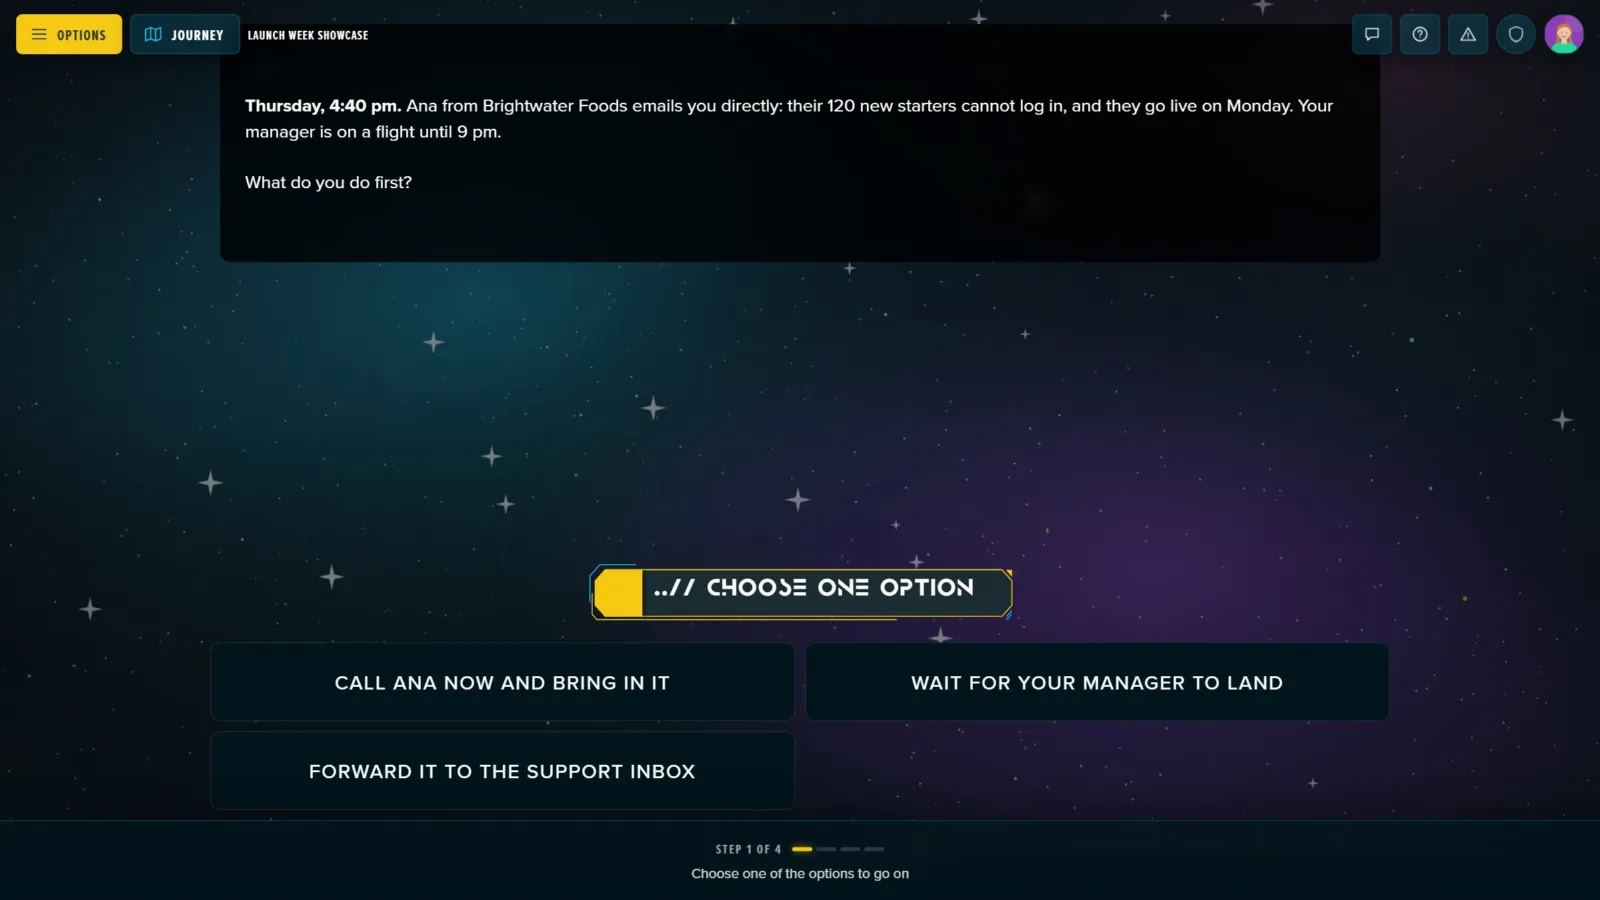 OPTIONS
JOURNEY
LAUNCH WEEK SHOWCASE
Thursday, 4:40 pm. Ana from Brightwater Foods emails you directly: their 120 new starters cannot log in, and they go live on Monday. Your
manager is on a flight until 9 pm.
What do you do first?
..// CHOOSE ONE OPTION
CALL ANA NOW AND BRING IN IT
WAIT FOR YOUR MANAGER TO LAND
FORWARD IT TO THE SUPPORT INBOX
STEP 1 OF 4
Choose one of the options to go on